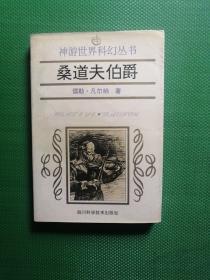 神游世界科幻丛书
桑道夫伯爵
儒勒·凡尔纳 著
四川科学技术出版社